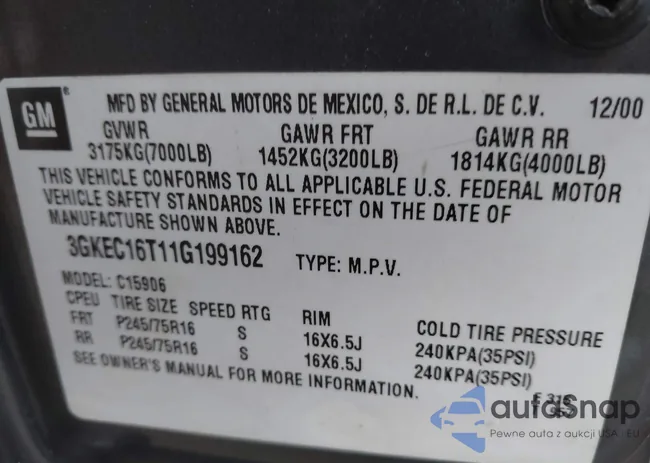 GM®
MFD BY GENERAL MOTORS DE MEXICO, S. DE R.L. DE C.V. 12/00
GVWR GAWR FRT GAWR RR
3175KG(7000LB) 1452KG(3200LB) 1814KG(4000LB)
THIS VEHICLE CONFORMS TO ALL APPLICABLE U.S. FEDERAL MOTOR
VEHICLE SAFETY STANDARDS IN EFFECT ON THE DATE OF
MANUFACTURE SHOWN ABOVE.
3GKEC16T11G199162 TYPE: M.P.V.
MODEL: C15906
CPEU TIRE SIZE SPEED RTG RIM COLD TIRE PRESSURE
FRT P245/75R16 S 16X6.5J 240KPA(35PSI)
RR P245/75R16 S 16X6.5J 240KPA(35PSI)
SEE OWNER'S MANUAL FOR MORE INFORMATION.
autaSnap
Pewne auta z aukcji USA · EU